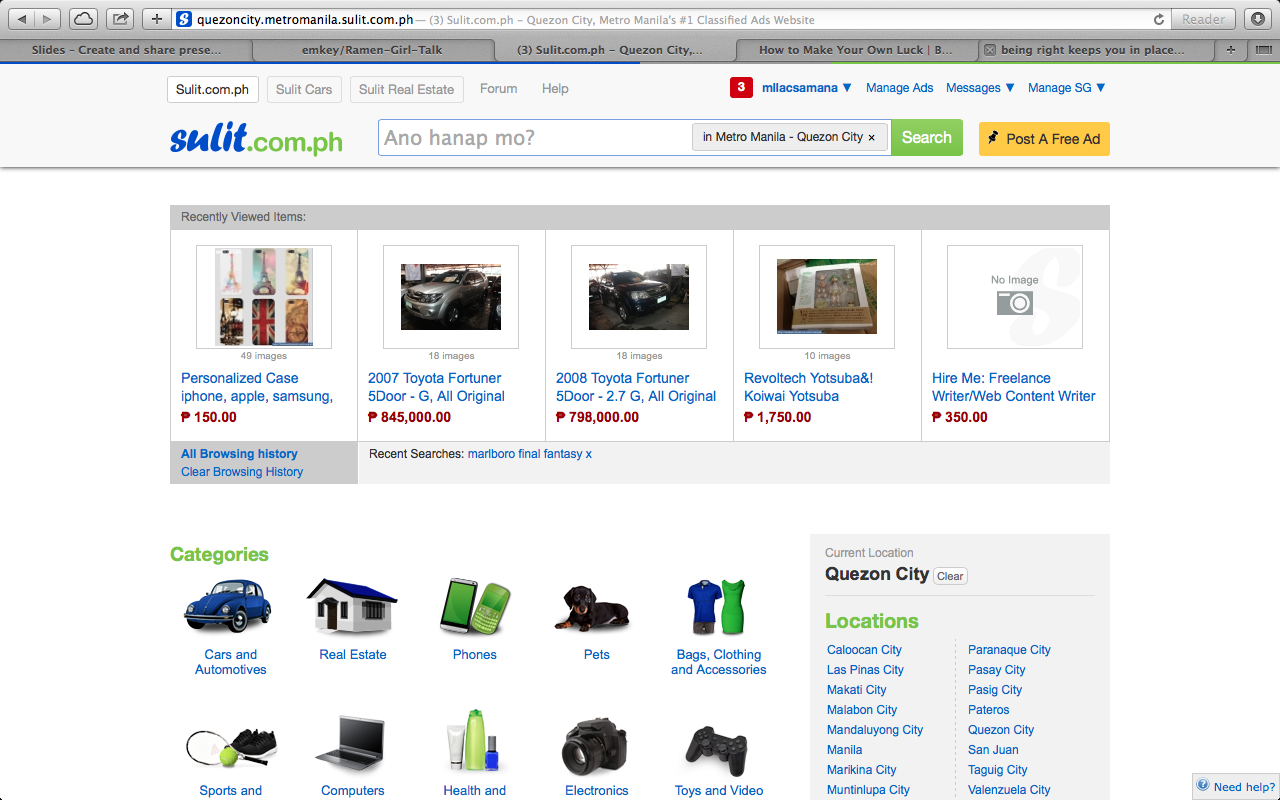 quezoncity.metromanila.sulit.com.ph — (3) Sulit.com.ph – Quezon City, Metro Manila's #1 Classified Ads Website
Reader
Slides - Create and share prese...
emkey/Ramen-Girl-Talk
(3) Sulit.com.ph – Quezon City,...
How to Make Your Own Luck | B...
being right keeps you in place...
Sulit.com.ph
Sulit Cars
Sulit Real Estate
Forum
Help
3
mllacsamana ▼
Manage Ads
Messages ▼
Manage SG ▼
sulit.com.ph
Ano hanap mo?
in Metro Manila - Quezon City ×
Search
Post A Free Ad
Recently Viewed Items:
49 images
Personalized Case
iphone, apple, samsung,
₱ 150.00
18 images
2007 Toyota Fortuner
5Door - G, All Original
₱ 845,000.00
18 images
2008 Toyota Fortuner
5Door - 2.7 G, All Original
₱ 798,000.00
10 images
Revoltech Yotsuba&!
Koiwai Yotsuba
₱ 1,750.00
No Image
Hire Me: Freelance
Writer/Web Content Writer
₱ 350.00
All Browsing history
Clear Browsing History
Recent Searches: marlboro final fantasy x
Categories
Cars and
Automotives
Real Estate
Phones
Pets
Bags, Clothing
and Accessories
Sports and
Computers
Health and
Electronics
Toys and Video
Current Location
Quezon City Clear
Locations
Caloocan City
Las Pinas City
Makati City
Malabon City
Mandaluyong City
Manila
Marikina City
Muntinlupa City
Paranaque City
Pasay City
Pasig City
Pateros
Quezon City
San Juan
Taguig City
Valenzuela City
Need help?